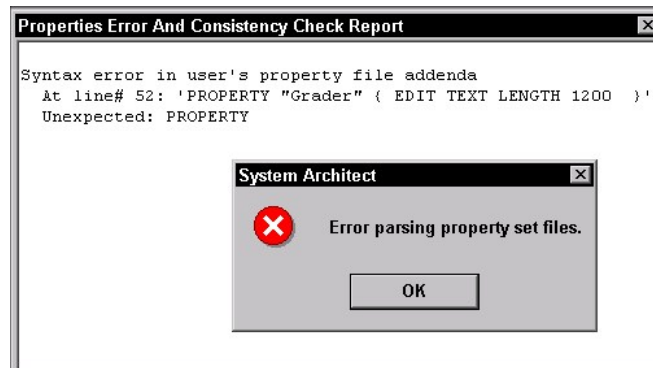 Properties Error And Consistency Check Report
Syntax error in user's property file addenda
At line# 52: 'PROPERTY "Grader" { EDIT TEXT LENGTH 1200 }'
Unexpected: PROPERTY
System Architect
Error parsing property set files.
OK